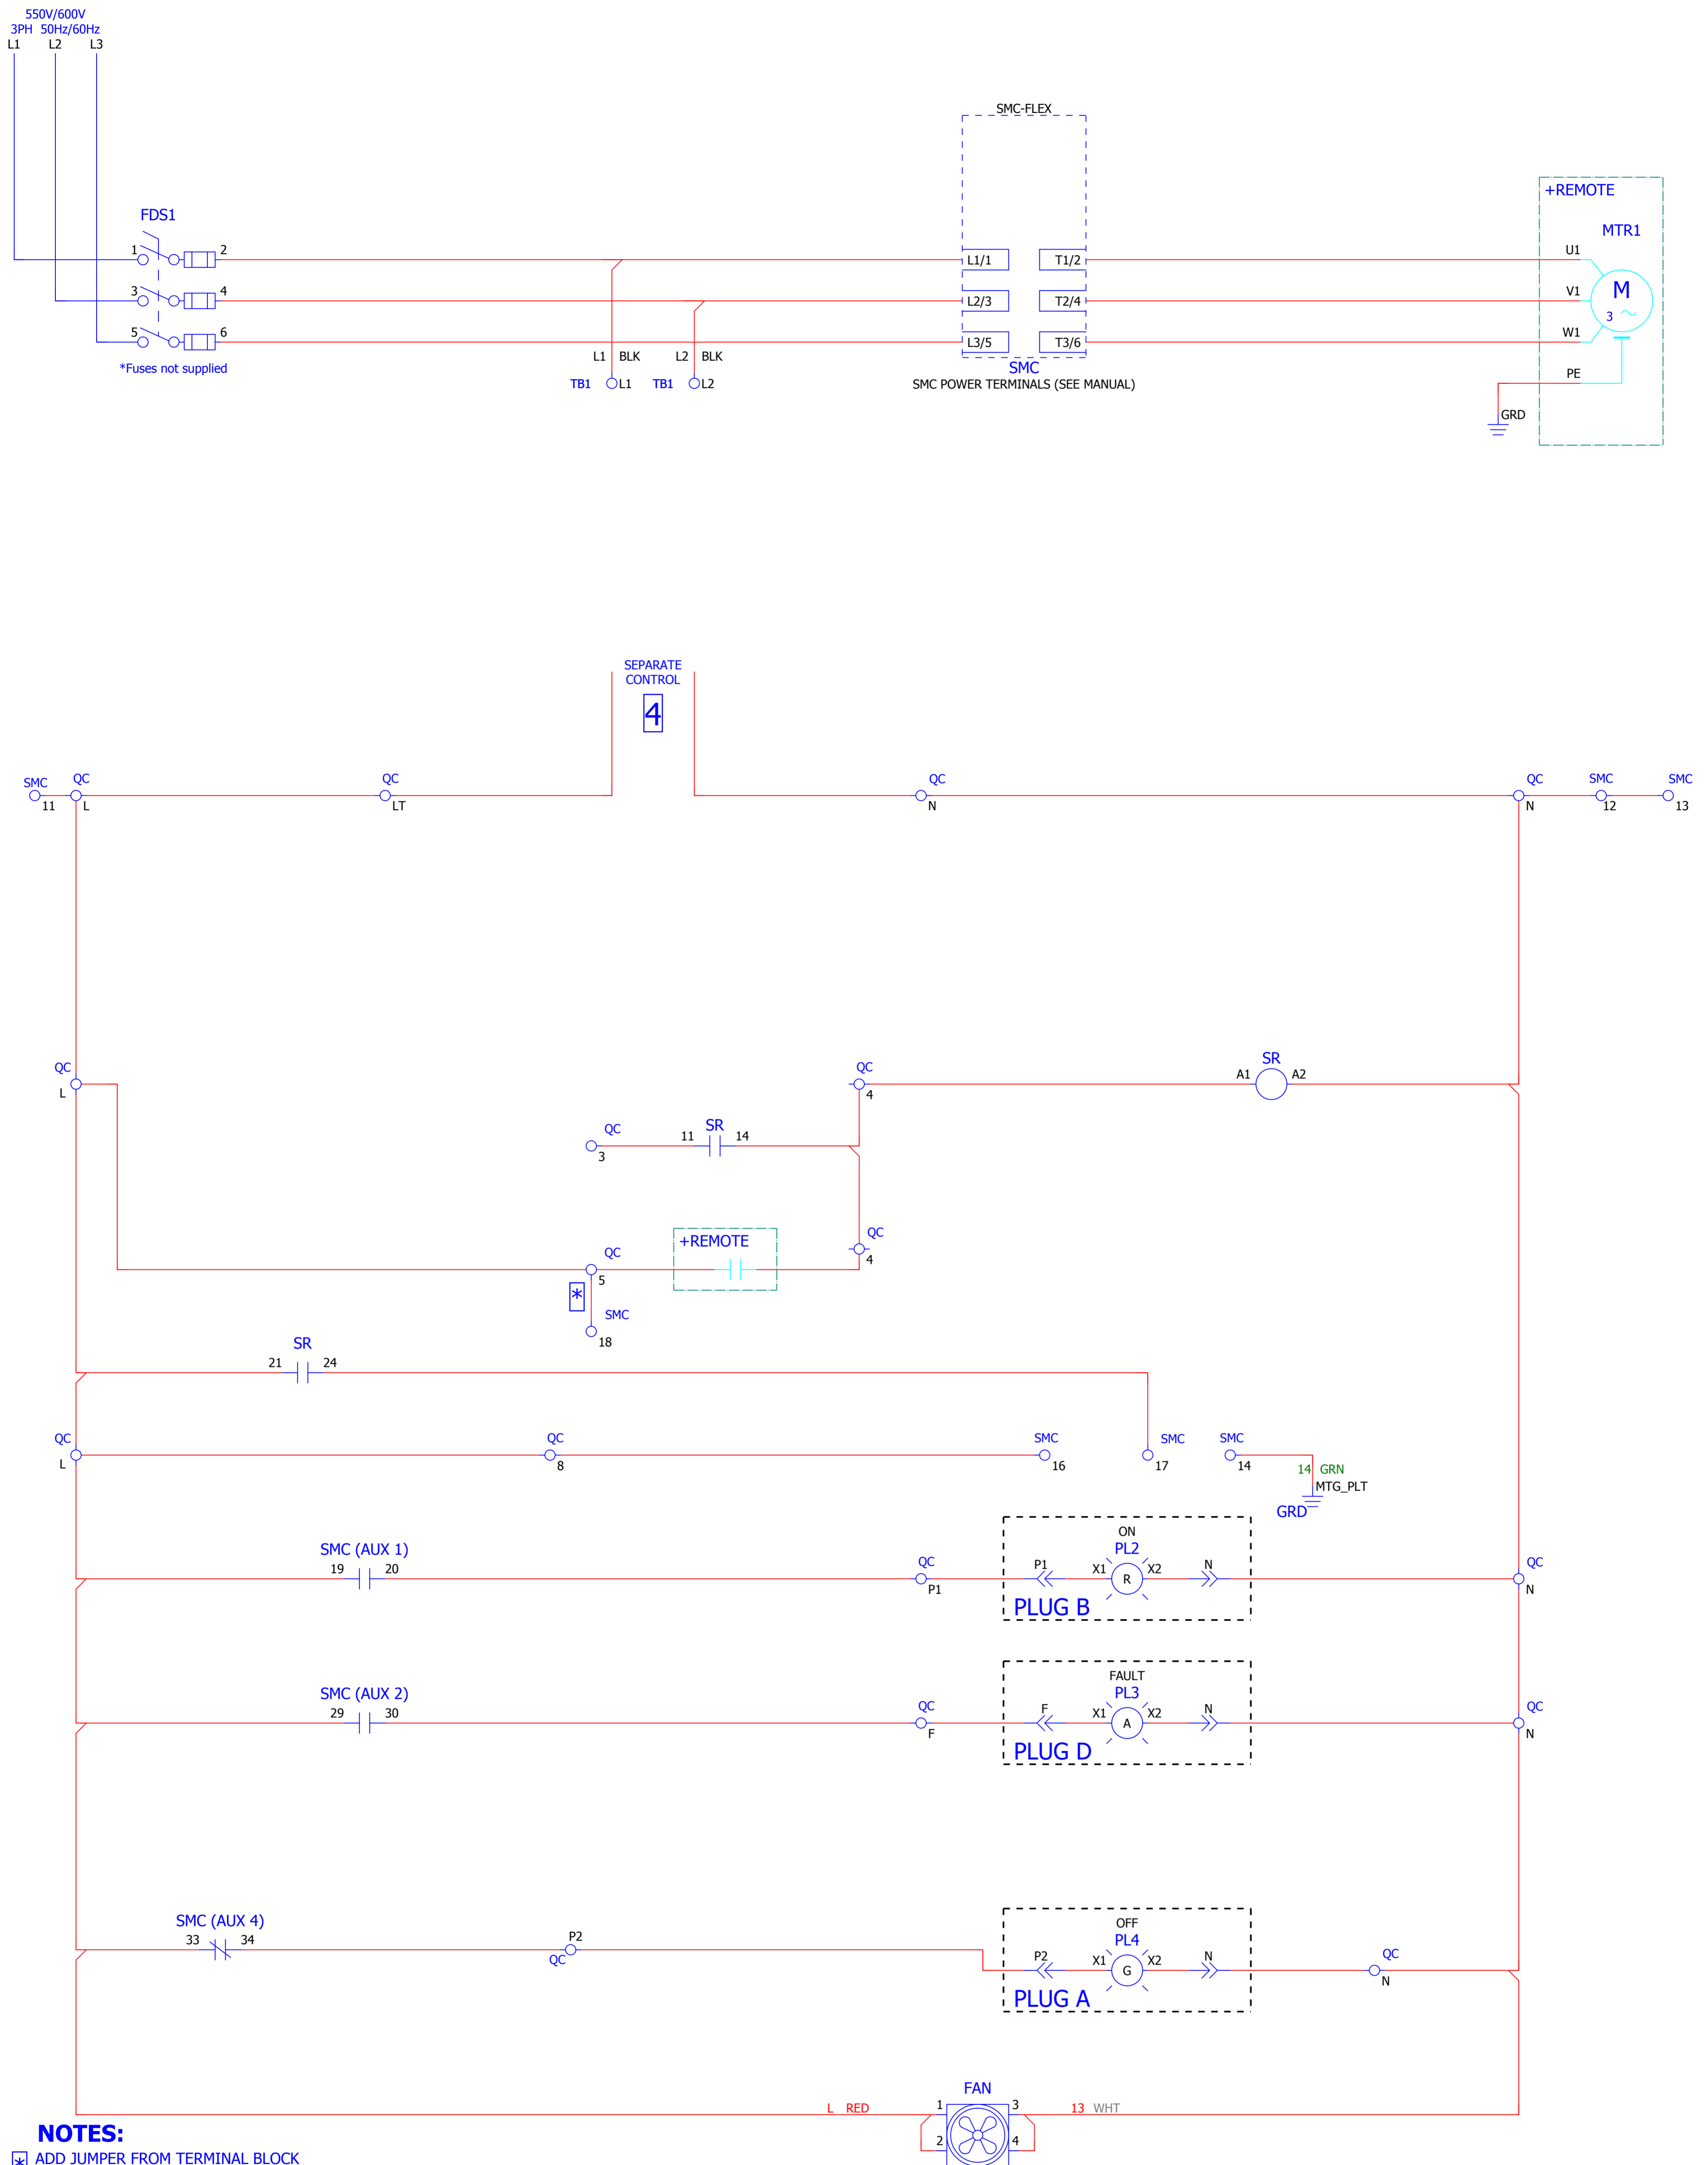 550V/600V
3PH 50Hz/60Hz
L1 L2 L3
SMC-FLEX
+REMOTE
FDS1
MTR1
1 2 L1/1 T1/2 U1
3 4 L2/3 T2/4 V1 M
3
5 6 L3/5 T3/6 W1
*Fuses not supplied
L1 BLK L2 BLK
SMC
TB1 L1 TB1 L2
SMC POWER TERMINALS (SEE MANUAL)
PE
GRD
SEPARATE
CONTROL
4
SMC QC QC QC QC SMC SMC
11 L LT N N 12 13
QC QC SR
L 4 A1 A2
QC SR
3 11 14
QC
4
+REMOTE
QC
5
*
SMC
18
SR
21 24
QC QC SMC SMC SMC
L 8 16 17 14
14 GRN
MTG_PLT
GRD
ON
SMC (AUX 1) PL2
19 20 QC P1 P1 X1 R X2 N QC N
PLUG B
FAULT
SMC (AUX 2) PL3
29 30 QC F F X1 A X2 N QC N
PLUG D
OFF
SMC (AUX 4) PL4
33 34 P2 QC P2 X1 G X2 N QC N
PLUG A
FAN
L RED 1 3 13 WHT
2 4
NOTES:
* ADD JUMPER FROM TERMINAL BLOCK